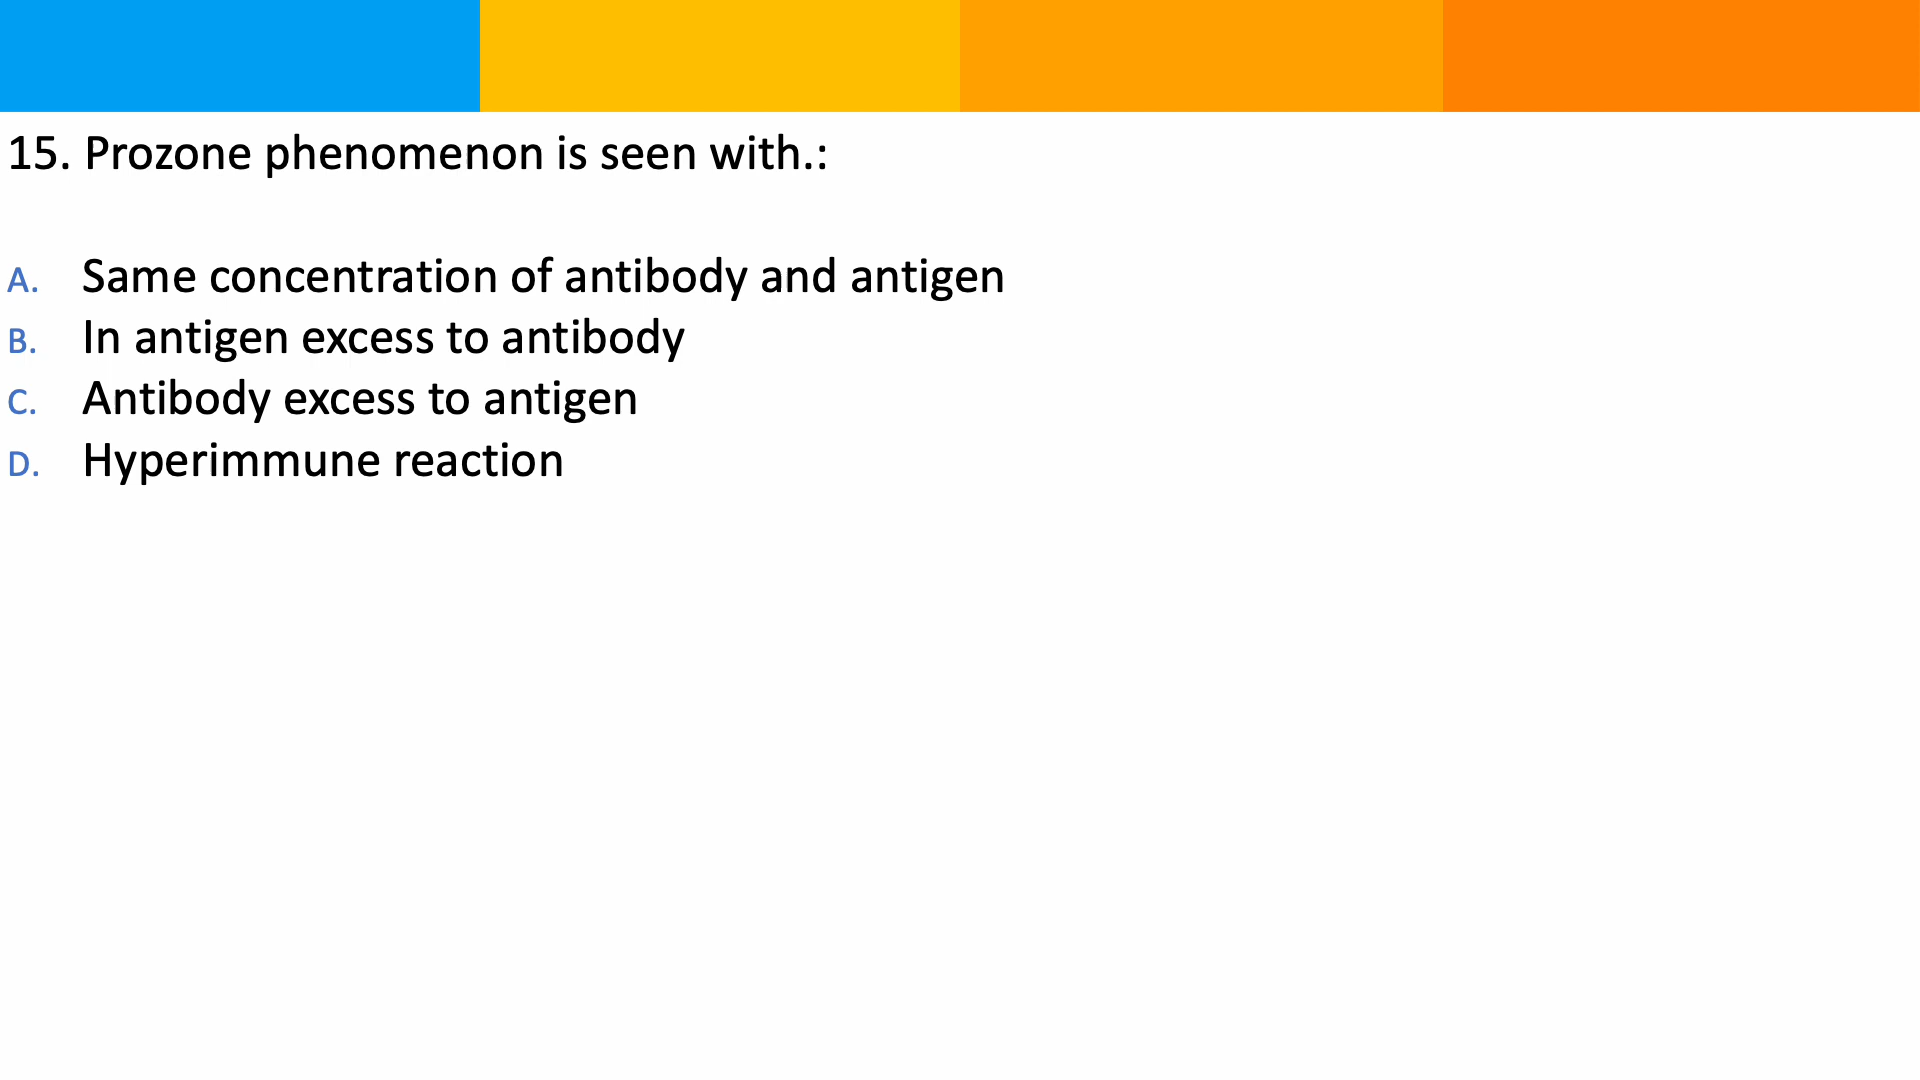 15. Prozone phenomenon is seen with.:
A. Same concentration of antibody and antigen
B. In antigen excess to antibody
C. Antibody excess to antigen
D. Hyperimmune reaction